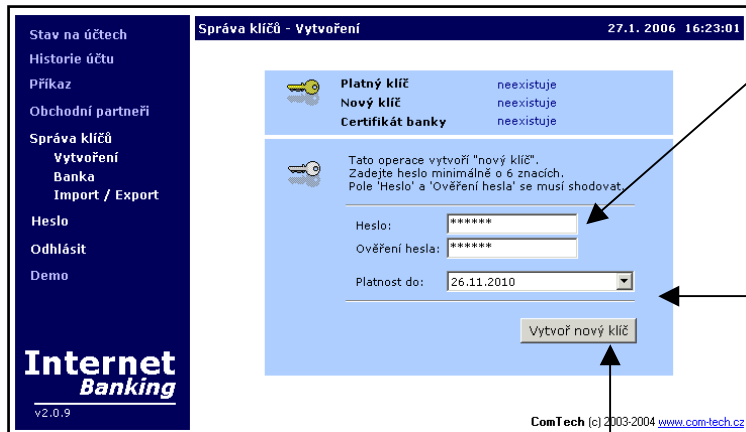 Stav na účtech
Historie účtu
Příkaz
Obchodní partneři
Správa klíčů
Vytvoření
Banka
Import / Export
Heslo
Odhlásit
Demo
Internet
Banking
v2.0.9
Správa klíčů - Vytvoření 27.1. 2006 16:23:01
Platný klíč neexistuje
Nový klíč neexistuje
Certifikát banky neexistuje
Tato operace vytvoří "nový klíč".
Zadejte heslo minimálně o 6 znacích.
Pole 'Heslo' a 'Ověření hesla' se musí shodovat.
Heslo: ******
Ověření hesla: ******
Platnost do: 26.11.2010
Vytvoř nový klíč
ComTech (c) 2003-2004 www.com-tech.cz